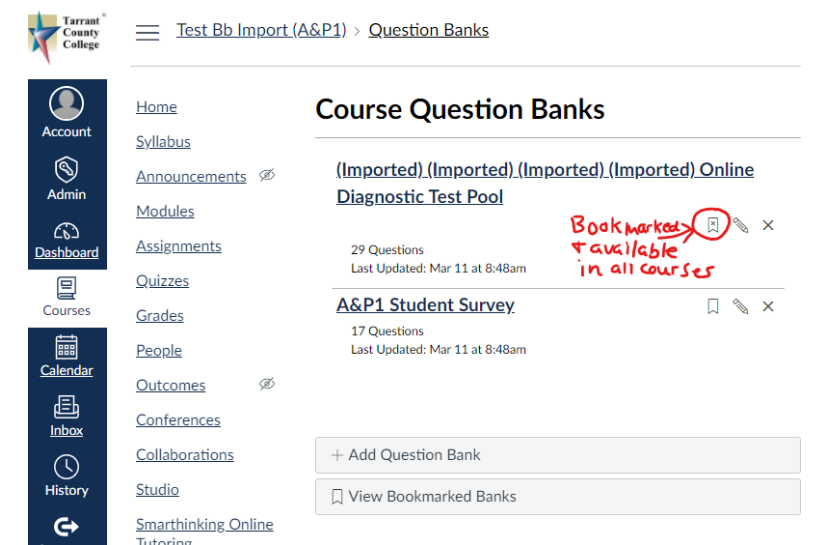 Tarrant
County
College
Test Bb Import (A&P1) > Question Banks
Account
Admin
Dashboard
Courses
Calendar
Inbox
History
Home
Syllabus
Announcements
Modules
Assignments
Quizzes
Grades
People
Outcomes
Conferences
Collaborations
Studio
Smarthinking Online
Tutoring
Course Question Banks
(Imported) (Imported) (Imported) (Imported) Online
Diagnostic Test Pool
Bookmarked
+ available
in all courses
29 Questions
Last Updated: Mar 11 at 8:48am
A&P1 Student Survey
17 Questions
Last Updated: Mar 11 at 8:48am
+ Add Question Bank
View Bookmarked Banks